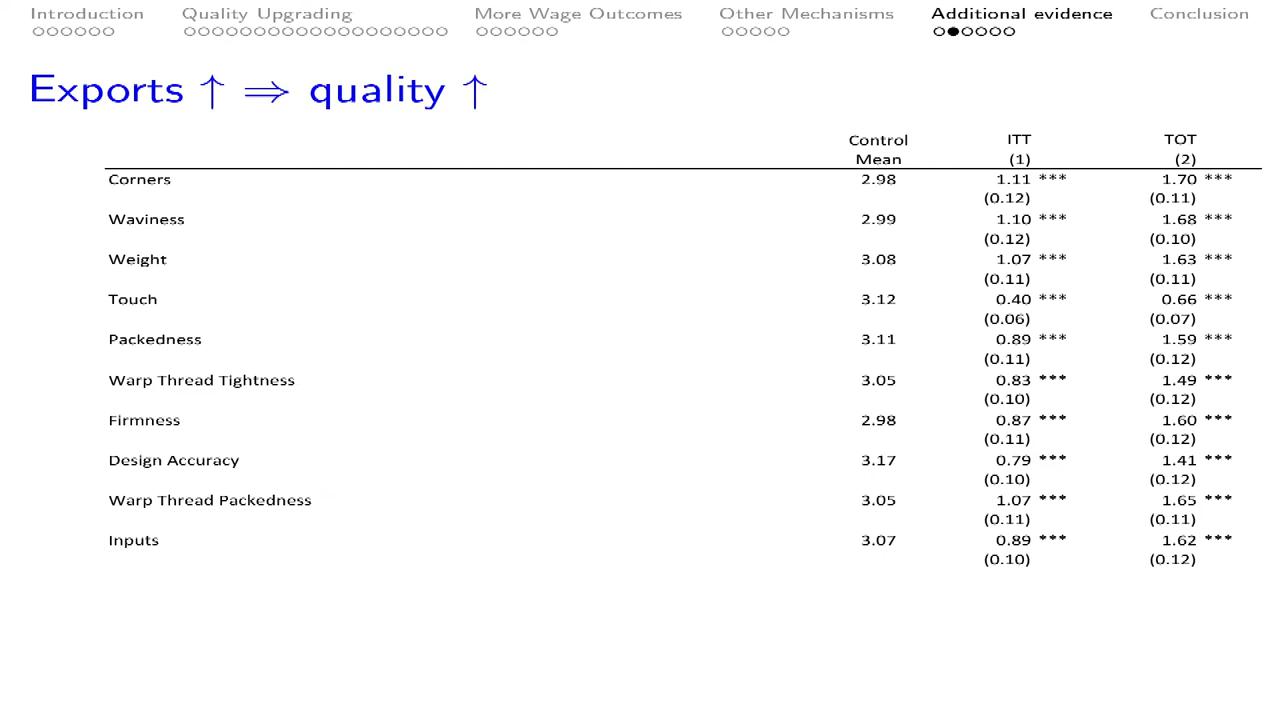 Introduction Quality Upgrading More Wage Outcomes Other Mechanisms Additional evidence Conclusion
Exports ↑ ⇒ quality ↑
Control ITT TOT
Mean (1) (2)
Corners 2.98 1.11 *** 1.70 ***
(0.12) (0.11)
Waviness 2.99 1.10 *** 1.68 ***
(0.12) (0.10)
Weight 3.08 1.07 *** 1.63 ***
(0.11) (0.11)
Touch 3.12 0.40 *** 0.66 ***
(0.06) (0.07)
Packedness 3.11 0.89 *** 1.59 ***
(0.11) (0.12)
Warp Thread Tightness 3.05 0.83 *** 1.49 ***
(0.10) (0.12)
Firmness 2.98 0.87 *** 1.60 ***
(0.11) (0.12)
Design Accuracy 3.17 0.79 *** 1.41 ***
(0.10) (0.12)
Warp Thread Packedness 3.05 1.07 *** 1.65 ***
(0.11) (0.11)
Inputs 3.07 0.89 *** 1.62 ***
(0.10) (0.12)